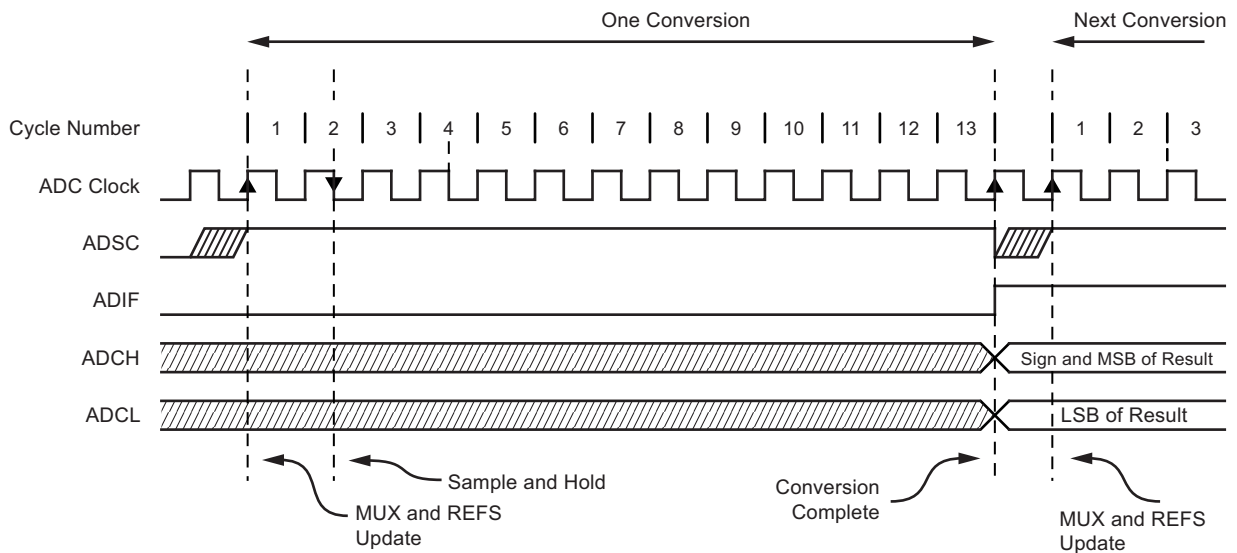 One Conversion
Next Conversion
Cycle Number 1 2 3 4 5 6 7 8 9 10 11 12 13 1 2 3
ADC Clock
ADSC
ADIF
ADCH Sign and MSB of Result
ADCL LSB of Result
Sample and Hold
MUX and REFS
Update
Conversion
Complete
MUX and REFS
Update